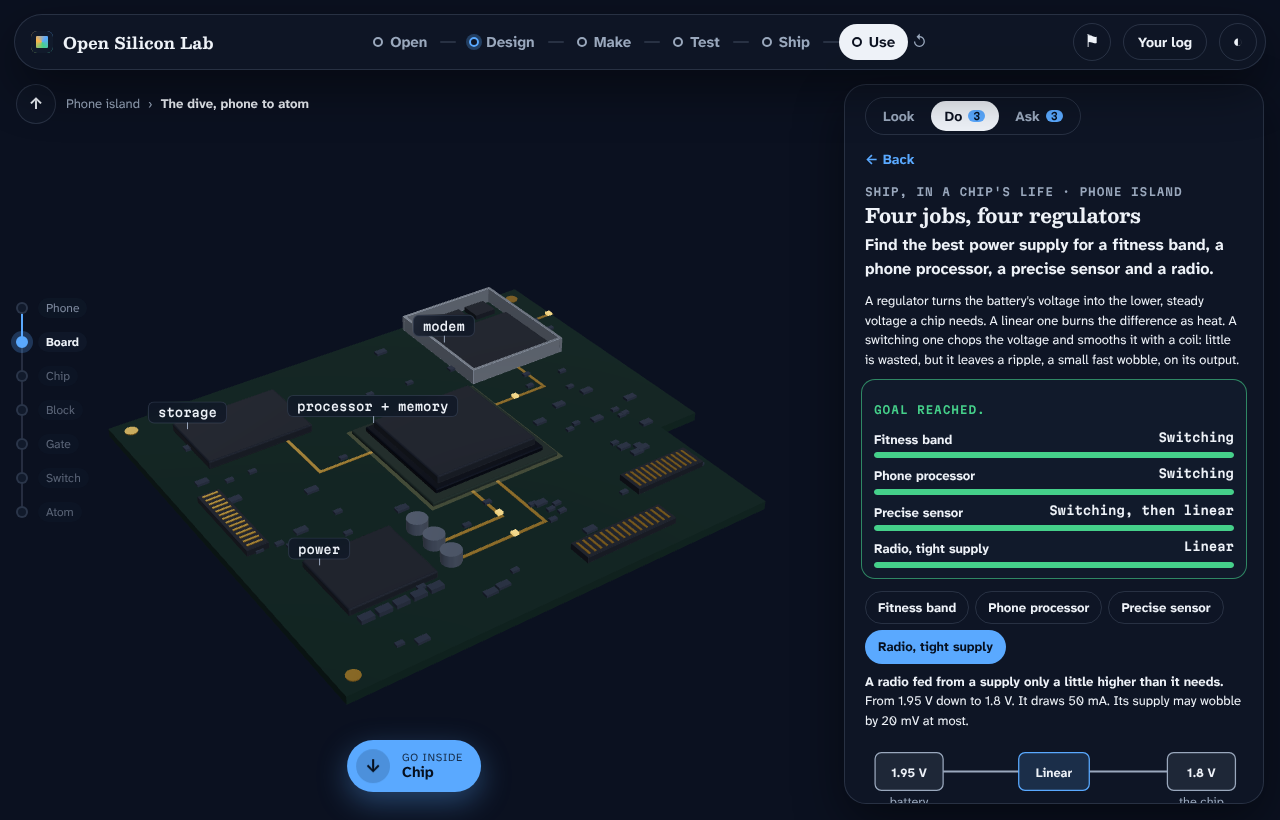 Open Silicon Lab
Open
Design
Make
Test
Ship
Use
Your log
Phone island › The dive, phone to atom
Phone
Board
Chip
Block
Gate
Switch
Atom
modem
storage
processor + memory
power
GO INSIDE
Chip
Look
Do 3
Ask 3
← Back
SHIP, IN A CHIP'S LIFE · PHONE ISLAND
Four jobs, four regulators
Find the best power supply for a fitness band, a
phone processor, a precise sensor and a radio.
A regulator turns the battery's voltage into the lower, steady
voltage a chip needs. A linear one burns the difference as heat. A
switching one chops the voltage and smooths it with a coil: little
is wasted, but it leaves a ripple, a small fast wobble, on its output.
GOAL REACHED.
Fitness band Switching
Phone processor Switching
Precise sensor Switching, then linear
Radio, tight supply Linear
Fitness band
Phone processor
Precise sensor
Radio, tight supply
A radio fed from a supply only a little higher than it needs.
From 1.95 V down to 1.8 V. It draws 50 mA. Its supply may wobble
by 20 mV at most.
1.95 V
Linear
1.8 V
battery
the chip